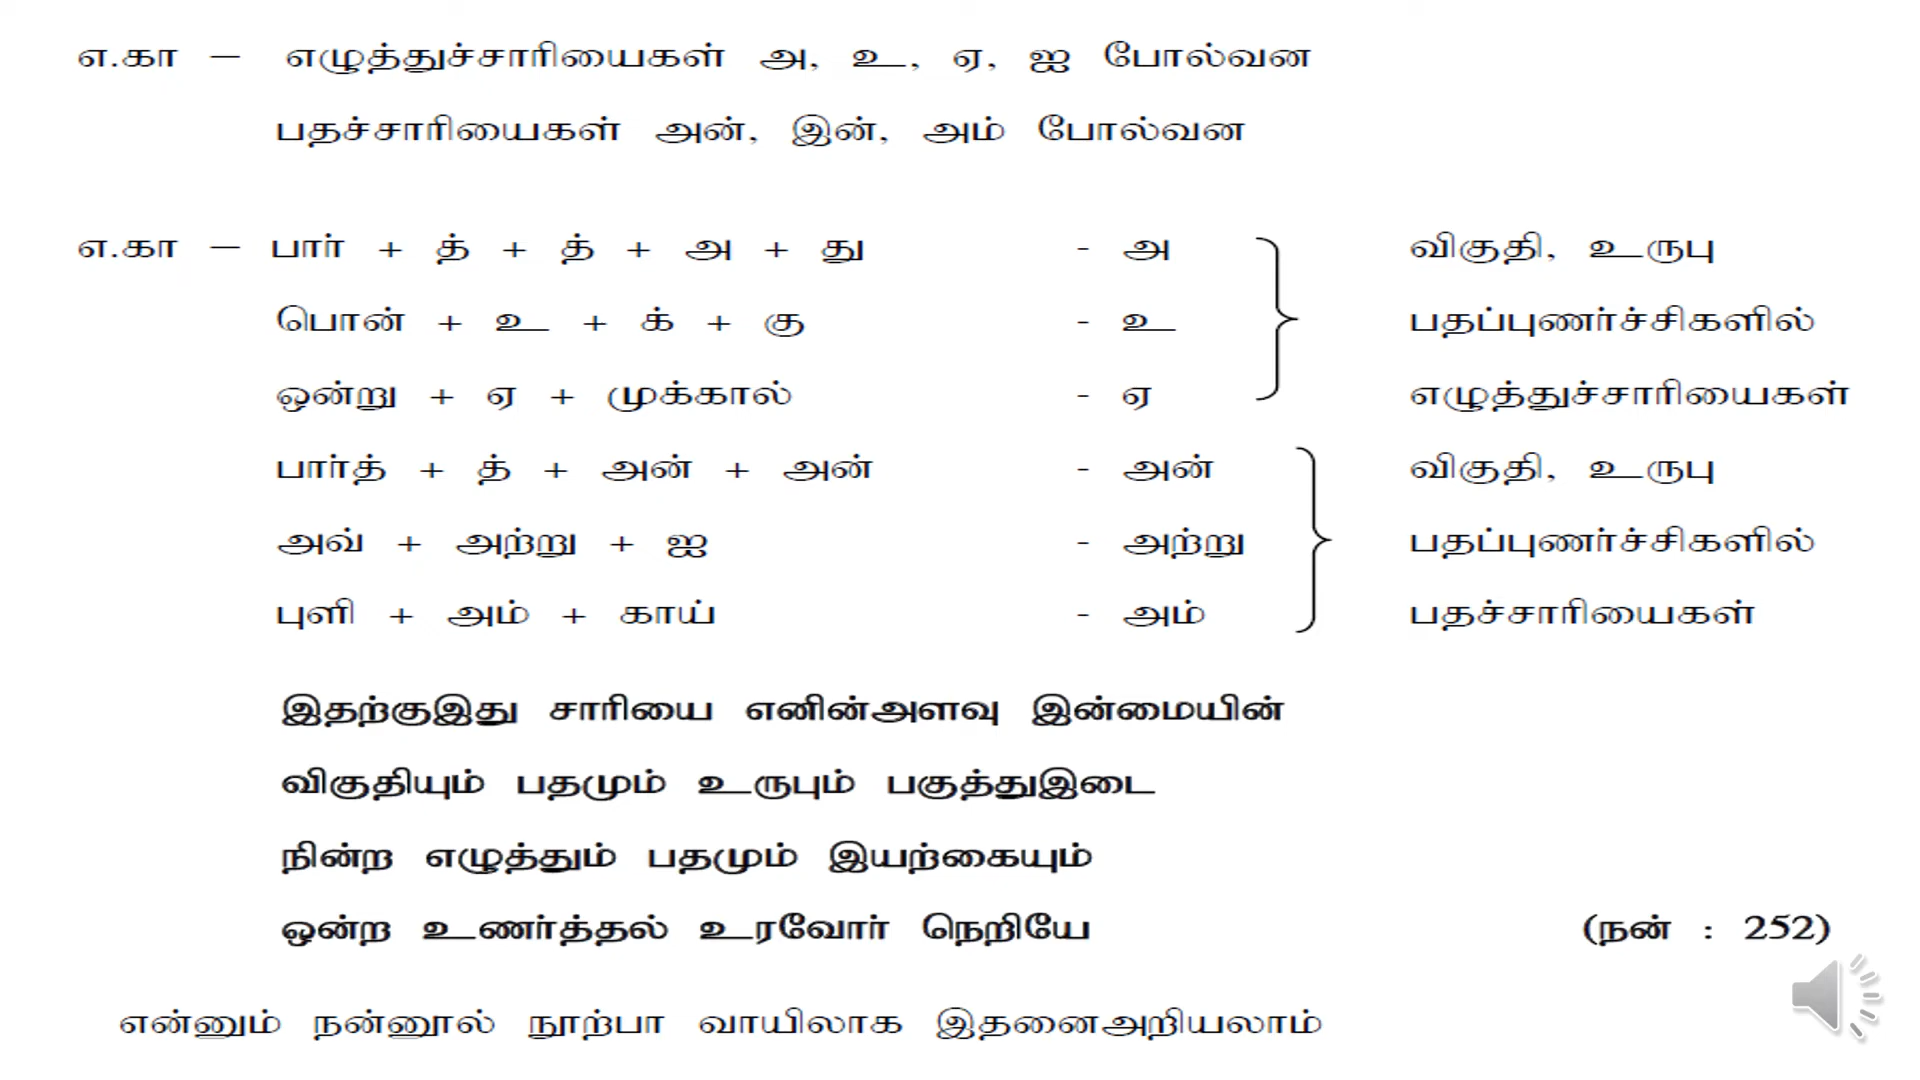 எ.கா – எழுத்துச்சாரியைகள் அ, உ, ஏ, ஐ போல்வன
பதச்சாரியைகள் அன், இன், அம் போல்வன
எ.கா – பார் + த் + த் + அ + து - அ விகுதி, உருபு
பொன் + உ + க் + கு - உ பதப்புணர்ச்சிகளில்
ஒன்று + ஏ + முக்கால் - ஏ எழுத்துச்சாரியைகள்
பார்த் + த் + அன் + அன் - அன் விகுதி, உருபு
அவ் + அற்று + ஐ - அற்று பதப்புணர்ச்சிகளில்
புளி + அம் + காய் - அம் பதச்சாரியைகள்
இதற்குஇது சாரியை எனின்அளவு இன்மையின்
விகுதியும் பதமும் உருபும் பகுத்துஇடை
நின்ற எழுத்தும் பதமும் இயற்கையும்
ஒன்ற உணர்த்தல் உரவோர் நெறியே (நன் : 252)
என்னும் நன்னூல் நூற்பா வாயிலாக இதனைஅறியலாம்